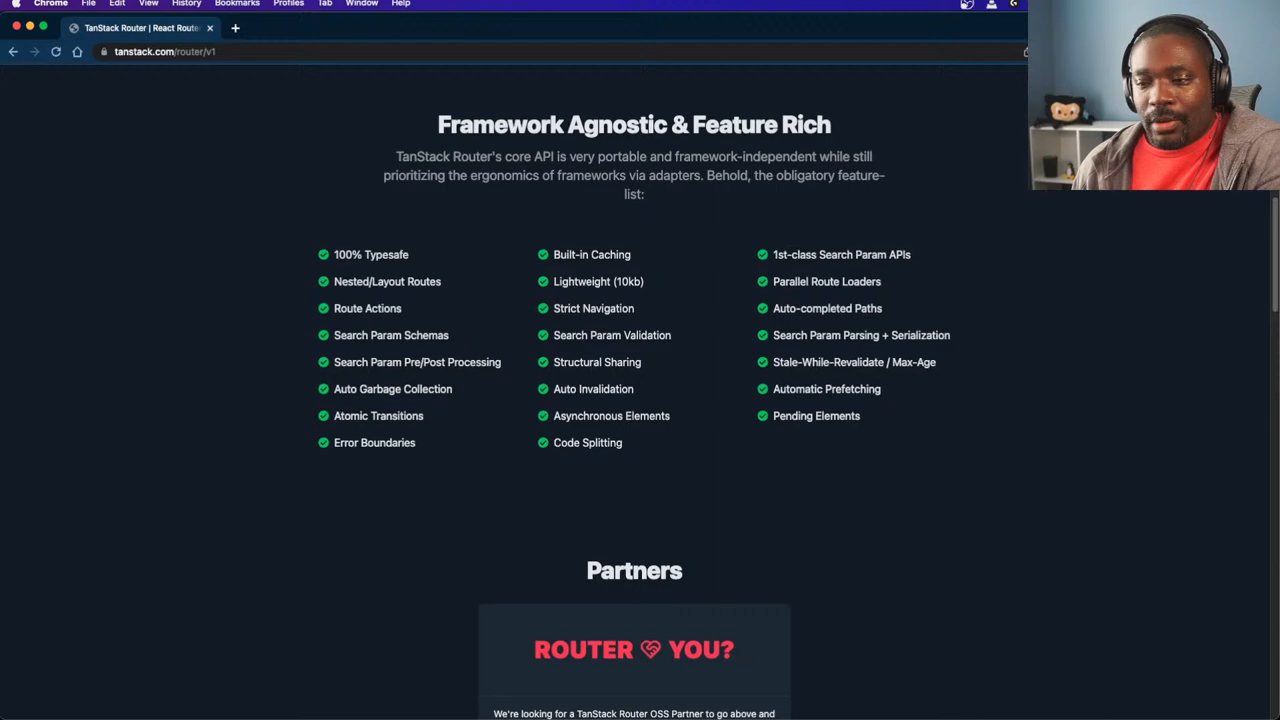 Chrome File Edit View History Bookmarks Profiles Tab Window Help
TanStack Router | React Route
tanstack.com/router/v1
Framework Agnostic & Feature Rich
TanStack Router's core API is very portable and framework-independent while still
prioritizing the ergonomics of frameworks via adapters. Behold, the obligatory feature-
list:
100% Typesafe Built-in Caching 1st-class Search Param APIs
Nested/Layout Routes Lightweight (10kb) Parallel Route Loaders
Route Actions Strict Navigation Auto-completed Paths
Search Param Schemas Search Param Validation Search Param Parsing + Serialization
Search Param Pre/Post Processing Structural Sharing Stale-While-Revalidate / Max-Age
Auto Garbage Collection Auto Invalidation Automatic Prefetching
Atomic Transitions Asynchronous Elements Pending Elements
Error Boundaries Code Splitting
Partners
ROUTER YOU?
We're looking for a TanStack Router OSS Partner to go above and